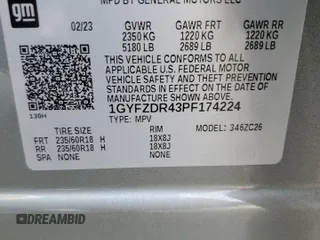 MFD BY GENERAL MOTORS LLC
gm
02/23 GVWR GAWR FRT GAWR RR
2350 KG 1220 KG 1220 KG
5180 LB 2689 LB 2689 LB
THIS VEHICLE CONFORMS TO ALL
APPLICABLE U.S. FEDERAL MOTOR
VEHICLE SAFETY, BUMPER, AND
THEFT PREVENTION STANDARDS IN
EFFECT ON THE DATE OF
MANUFACTURE SHOWN ABOVE.
1GYFZDR43PF174224
TYPE: MPV MODEL: 346ZC26
130H
TIRE SIZE RIM
FRT 235/60R18 H 18X8J
RR 235/60R18 H 18X8J
SPA NONE NONE
DREAMBID